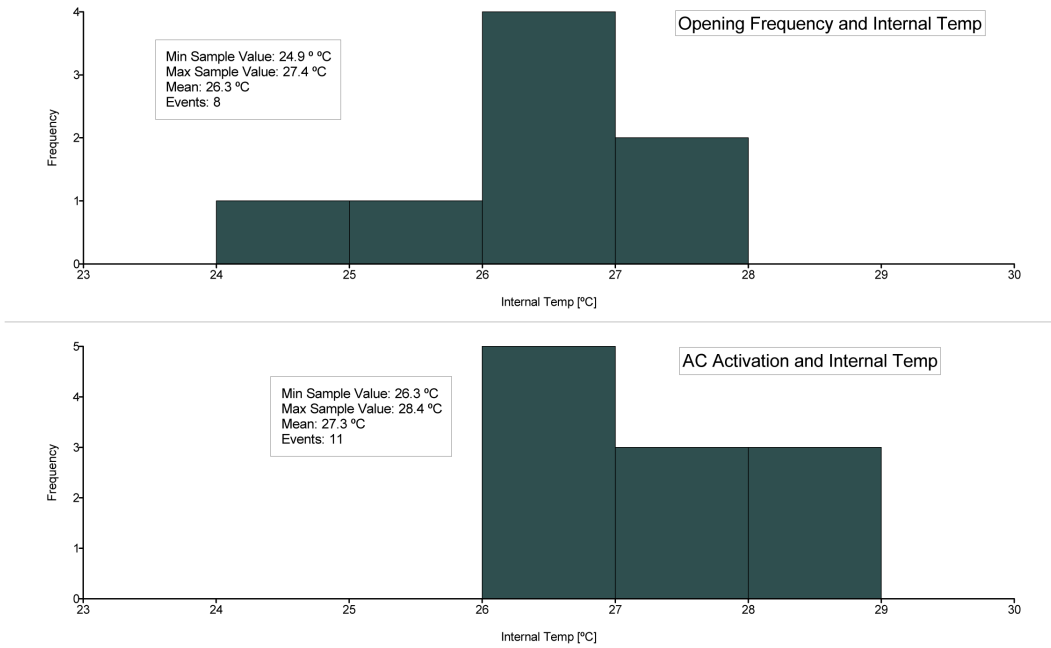 Opening Frequency and Internal Temp
Min Sample Value: 24.9 º ºC
Max Sample Value: 27.4 ºC
Mean: 26.3 ºC
Events: 8
Frequency
4
3
2
1
0
23 24 25 26 27 28 29 30
Internal Temp [ºC]
AC Activation and Internal Temp
Min Sample Value: 26.3 ºC
Max Sample Value: 28.4 ºC
Mean: 27.3 ºC
Events: 11
Frequency
5
4
3
2
1
0
23 24 25 26 27 28 29 30
Internal Temp [ºC]